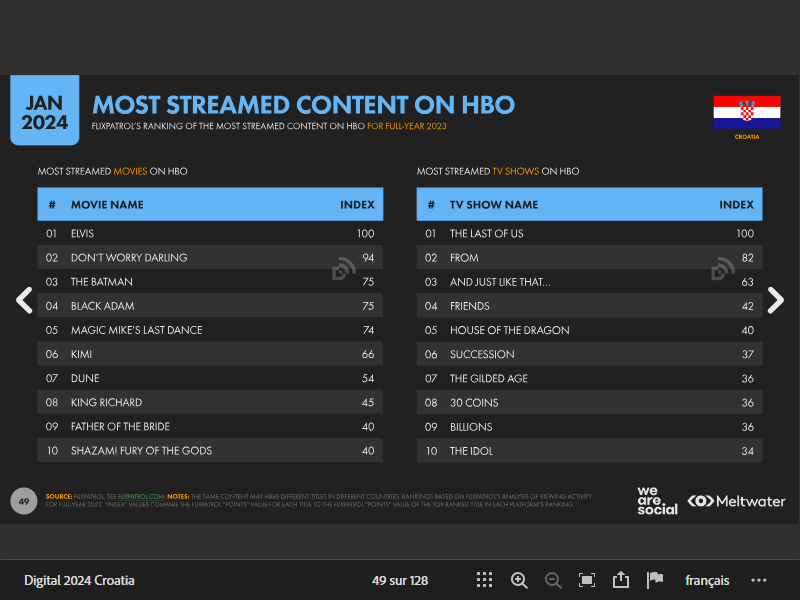 JAN
2024
MOST STREAMED CONTENT ON HBO
FLIXPATROL'S RANKING OF THE MOST STREAMED CONTENT ON HBO FOR FULL-YEAR 2023
CROATIA
MOST STREAMED MOVIES ON HBO
# MOVIE NAME INDEX
01 ELVIS 100
02 DON'T WORRY DARLING 94
03 THE BATMAN 75
04 BLACK ADAM 75
05 MAGIC MIKE'S LAST DANCE 74
06 KIMI 66
07 DUNE 54
08 KING RICHARD 45
09 FATHER OF THE BRIDE 40
10 SHAZAM! FURY OF THE GODS 40
MOST STREAMED TV SHOWS ON HBO
# TV SHOW NAME INDEX
01 THE LAST OF US 100
02 FROM 82
03 AND JUST LIKE THAT... 63
04 FRIENDS 42
05 HOUSE OF THE DRAGON 40
06 SUCCESSION 37
07 THE GILDED AGE 36
08 30 COINS 36
09 BILLIONS 36
10 THE IDOL 34
49
SOURCE: FLIXPATROL. SEE FLIXPATROL.COM. NOTES: THE SAME CONTENT MAY HAVE DIFFERENT TITLES IN DIFFERENT COUNTRIES. RANKINGS BASED ON FLIXPATROL'S ANALYSIS OF VIEWING ACTIVITY
FOR FULL-YEAR 2023. "INDEX" VALUES COMPARE THE FLIXPATROL "POINTS" VALUE FOR EACH TITLE TO THE FLIXPATROL "POINTS" VALUE OF THE TOP-RANKED TITLE IN EACH PLATFORM'S RANKING.
we
are.
social
Meltwater
Digital 2024 Croatia
49 sur 128
français